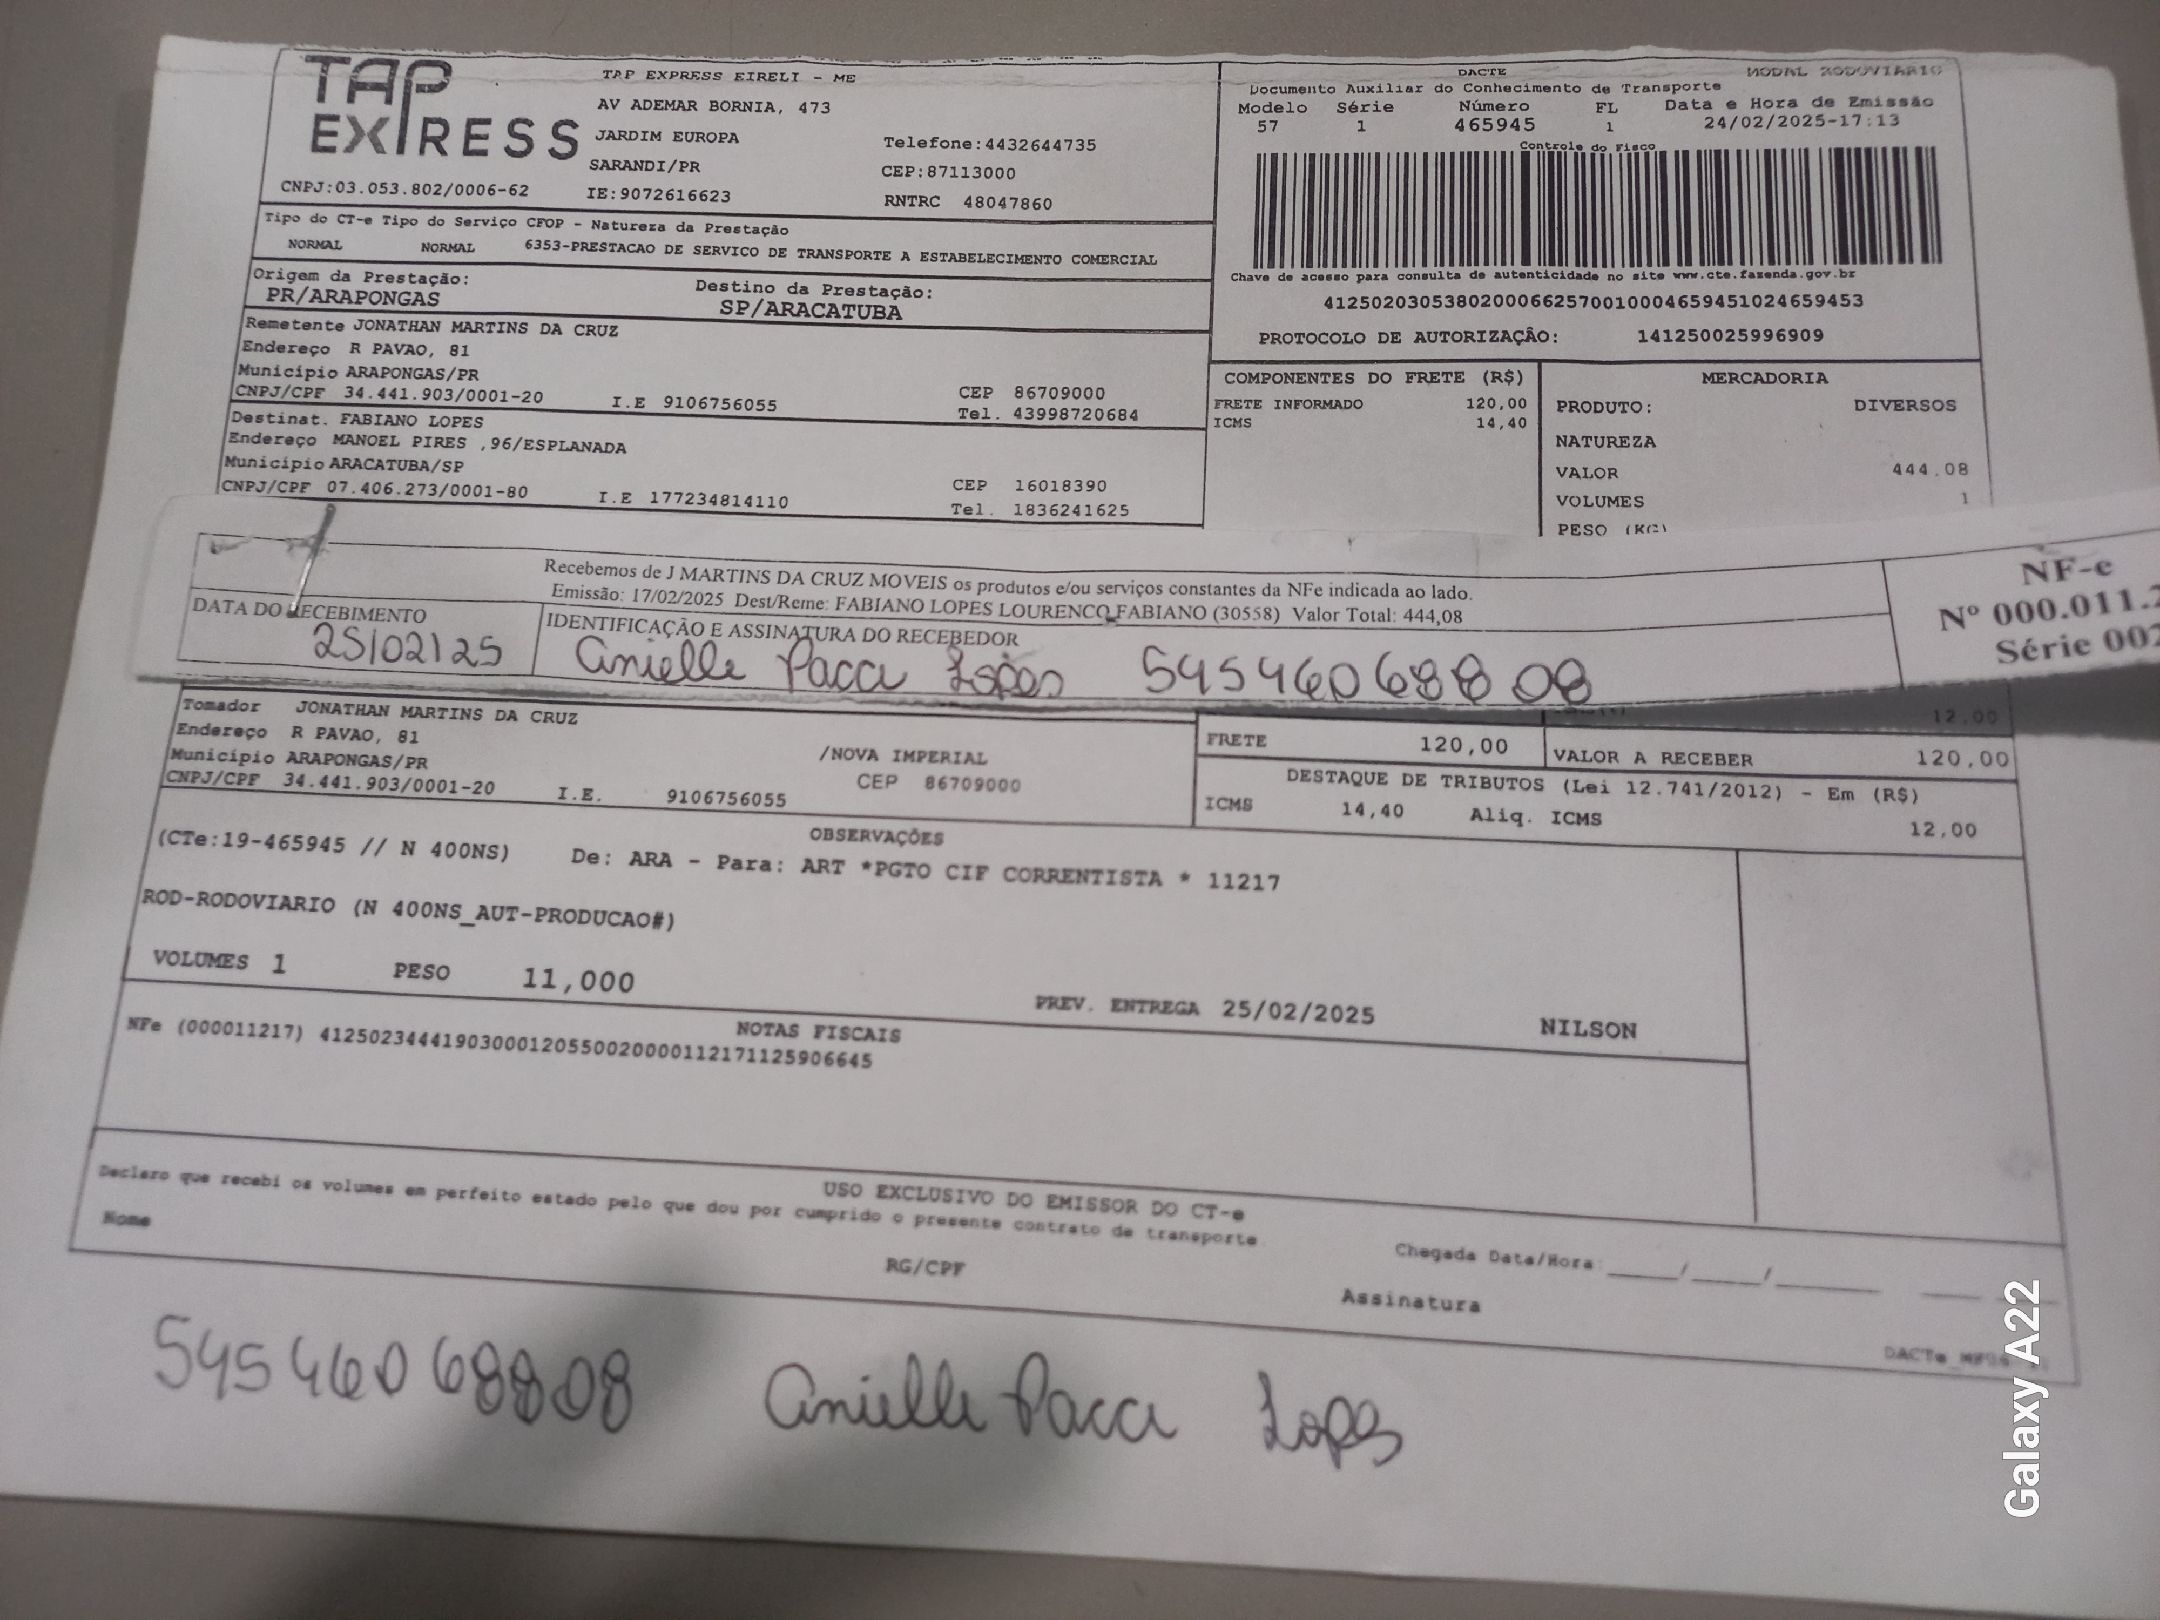 TAP EXPRESS
TAP EXPRESS EIRELI - ME
AV ADEMAR BORNIA, 473
JARDIM EUROPA
Telefone:4432644735
SARANDI/PR
CEP:87113000
CNPJ:03.053.802/0006-62
IE:9072616623
RNTRC 48047860
DACTE
MODAL RODOVIARIO
Documento Auxiliar do Conhecimento de Transporte
Modelo Série Número FL Data e Hora de Emissão
57 1 465945 1 24/02/2025-17:13
Controle do Fisco
Chave de acesso para consulta de autenticidade no site www.cte.fazenda.gov.br
41250203053802000662570010004659451024659453
PROTOCOLO DE AUTORIZAÇÃO: 141250025996909
Tipo do CT-e Tipo do Serviço CFOP - Natureza da Prestação
NORMAL NORMAL 6353-PRESTACAO DE SERVICO DE TRANSPORTE A ESTABELECIMENTO COMERCIAL
Origem da Prestação: Destino da Prestação:
PR/ARAPONGAS SP/ARACATUBA
Remetente JONATHAN MARTINS DA CRUZ
Endereço R PAVAO, 81
Município ARAPONGAS/PR
CEP 86709000
CNPJ/CPF 34.441.903/0001-20 I.E 9106756055 Tel. 43998720684
Destinat. FABIANO LOPES
Endereço MANOEL PIRES ,96/ESPLANADA
Município ARACATUBA/SP
CEP 16018390
CNPJ/CPF 07.406.273/0001-80 I.E 177234814110 Tel. 1836241625
COMPONENTES DO FRETE (R$)
FRETE INFORMADO 120,00
ICMS 14,40
MERCADORIA
PRODUTO: DIVERSOS
NATUREZA
VALOR 444.08
VOLUMES 1
PESO (KG)
Recebemos de J MARTINS DA CRUZ MOVEIS os produtos e/ou serviços constantes da NFe indicada ao lado.
Emissão: 17/02/2025 Dest/Reme: FABIANO LOPES LOURENCO FABIANO (30558) Valor Total: 444,08
DATA DO RECEBIMENTO
25/02/25
IDENTIFICAÇÃO E ASSINATURA DO RECEBEDOR
Anielle Pacci Lopes 54546068808
NF-e
Nº 000.011.2
Série 002
12.00
Tomador JONATHAN MARTINS DA CRUZ
Endereço R PAVAO, 81 /NOVA IMPERIAL
Município ARAPONGAS/PR CEP 86709000
CNPJ/CPF 34.441.903/0001-20 I.E. 9106756055
FRETE 120,00 VALOR A RECEBER 120,00
DESTAQUE DE TRIBUTOS (Lei 12.741/2012) - Em (R$)
ICMS 14,40 Aliq. ICMS 12,00
OBSERVAÇÕES
(CTe:19-465945 // N 400NS) De: ARA - Para: ART *PGTO CIF CORRENTISTA * 11217
ROD-RODOVIARIO (N 400NS_AUT-PRODUCAO#)
VOLUMES 1 PESO 11,000 PREV. ENTREGA 25/02/2025 NILSON
NOTAS FISCAIS
NFe (000011217) 41250234441903000120550020000112171125906645
USO EXCLUSIVO DO EMISSOR DO CT-e
Declaro que recebi os volumes em perfeito estado pelo que dou por cumprido o presente contrato de transporte
Nome RG/CPF Chegada Data/Hora ____/____/______
Assinatura
54546068808 Anielle Pacci Lopes
Galaxy A22